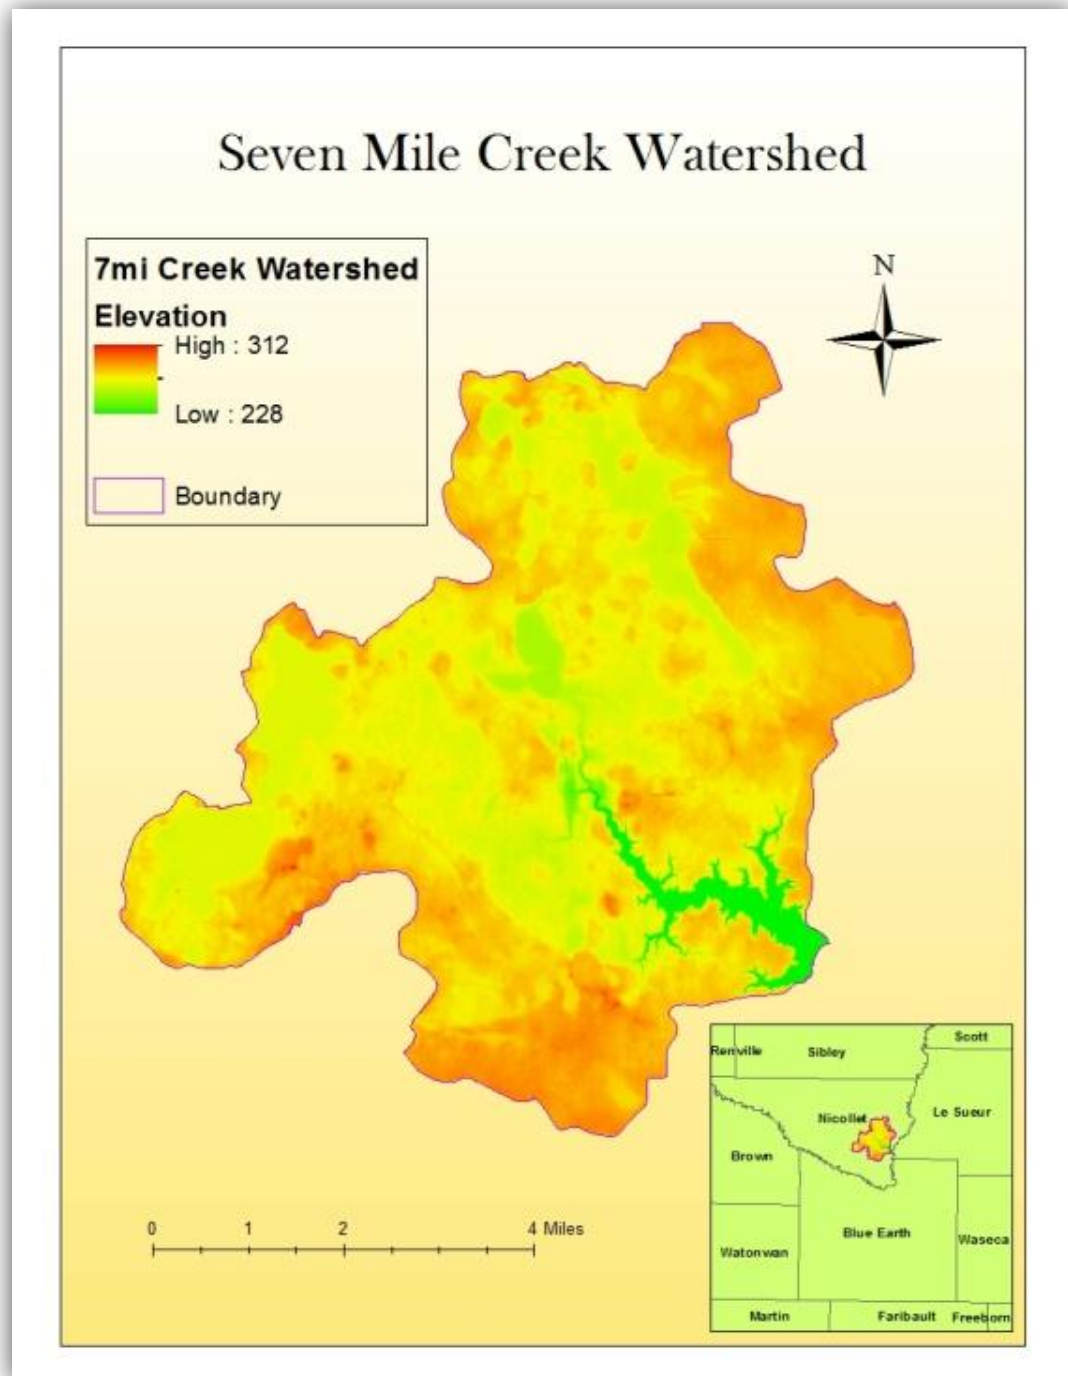 Seven Mile Creek Watershed
7mi Creek Watershed
Elevation
High : 312
Low : 228
Boundary
N
0 1 2 4 Miles
Renville Sibley Scott
Nicollet Le Sueur
Brown
Blue Earth
Watonwan Waseca
Martin Faribault Freeborn